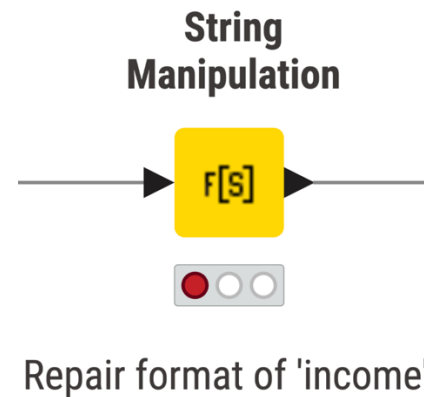 String
Manipulation
F[S]
Repair format of 'income'